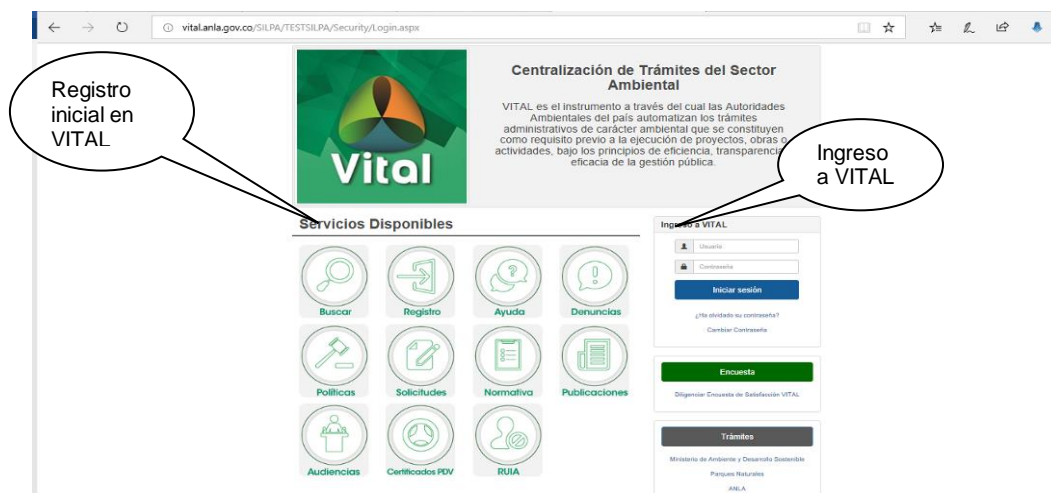 vital.anla.gov.co/SILPA/TESTSILPA/Security/Login.aspx
Registro
inicial en
VITAL
Vital
Centralización de Trámites del Sector
Ambiental
VITAL es el instrumento a través del cual las Autoridades
Ambientales del país automatizan los trámites
administrativos de carácter ambiental que se constituyen
como requisito previo a la ejecución de proyectos, obras o
actividades, bajo los principios de eficiencia, transparencia
eficacia de la gestión pública.
Ingreso
a VITAL
Servicios Disponibles
Buscar
Registro
Ayuda
Denuncias
Políticas
Solicitudes
Normativa
Publicaciones
Audiencias
Certificados PDV
RUIA
Ingreso a VITAL
Usuario
Contraseña
Iniciar sesión
¿Ha olvidado su contraseña?
Cambiar Contraseña
Encuesta
Diligenciar Encuesta de Satisfacción VITAL
Trámites
Ministerio de Ambiente y Desarrollo Sostenible
Parques Naturales
ANLA